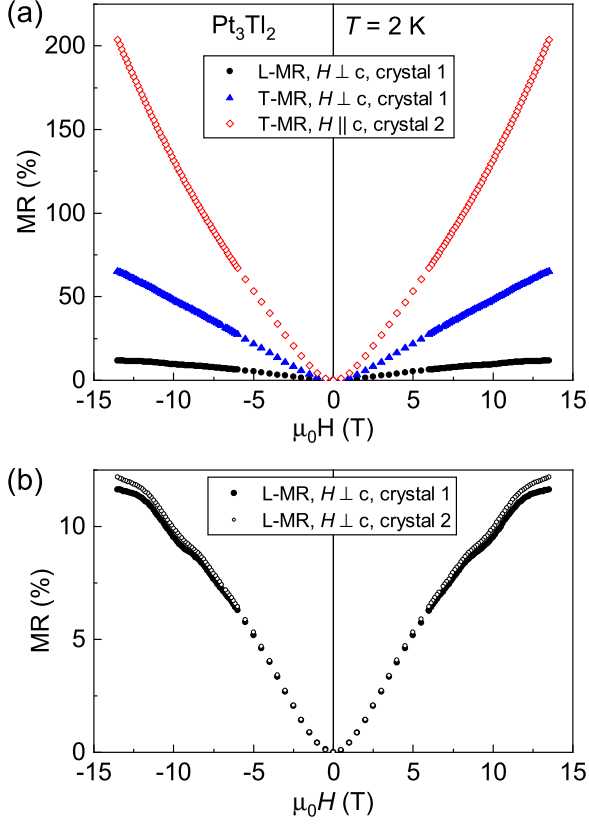 (a)
Pt₃Tl₂
T = 2 K
L-MR, H ⊥ c, crystal 1
T-MR, H ⊥ c, crystal 1
T-MR, H || c, crystal 2
MR (%)
200
150
100
50
0
-15 -10 -5 0 5 10 15
μ₀H (T)
(b)
L-MR, H ⊥ c, crystal 1
L-MR, H ⊥ c, crystal 2
MR (%)
10
5
0
-15 -10 -5 0 5 10 15
μ₀H (T)